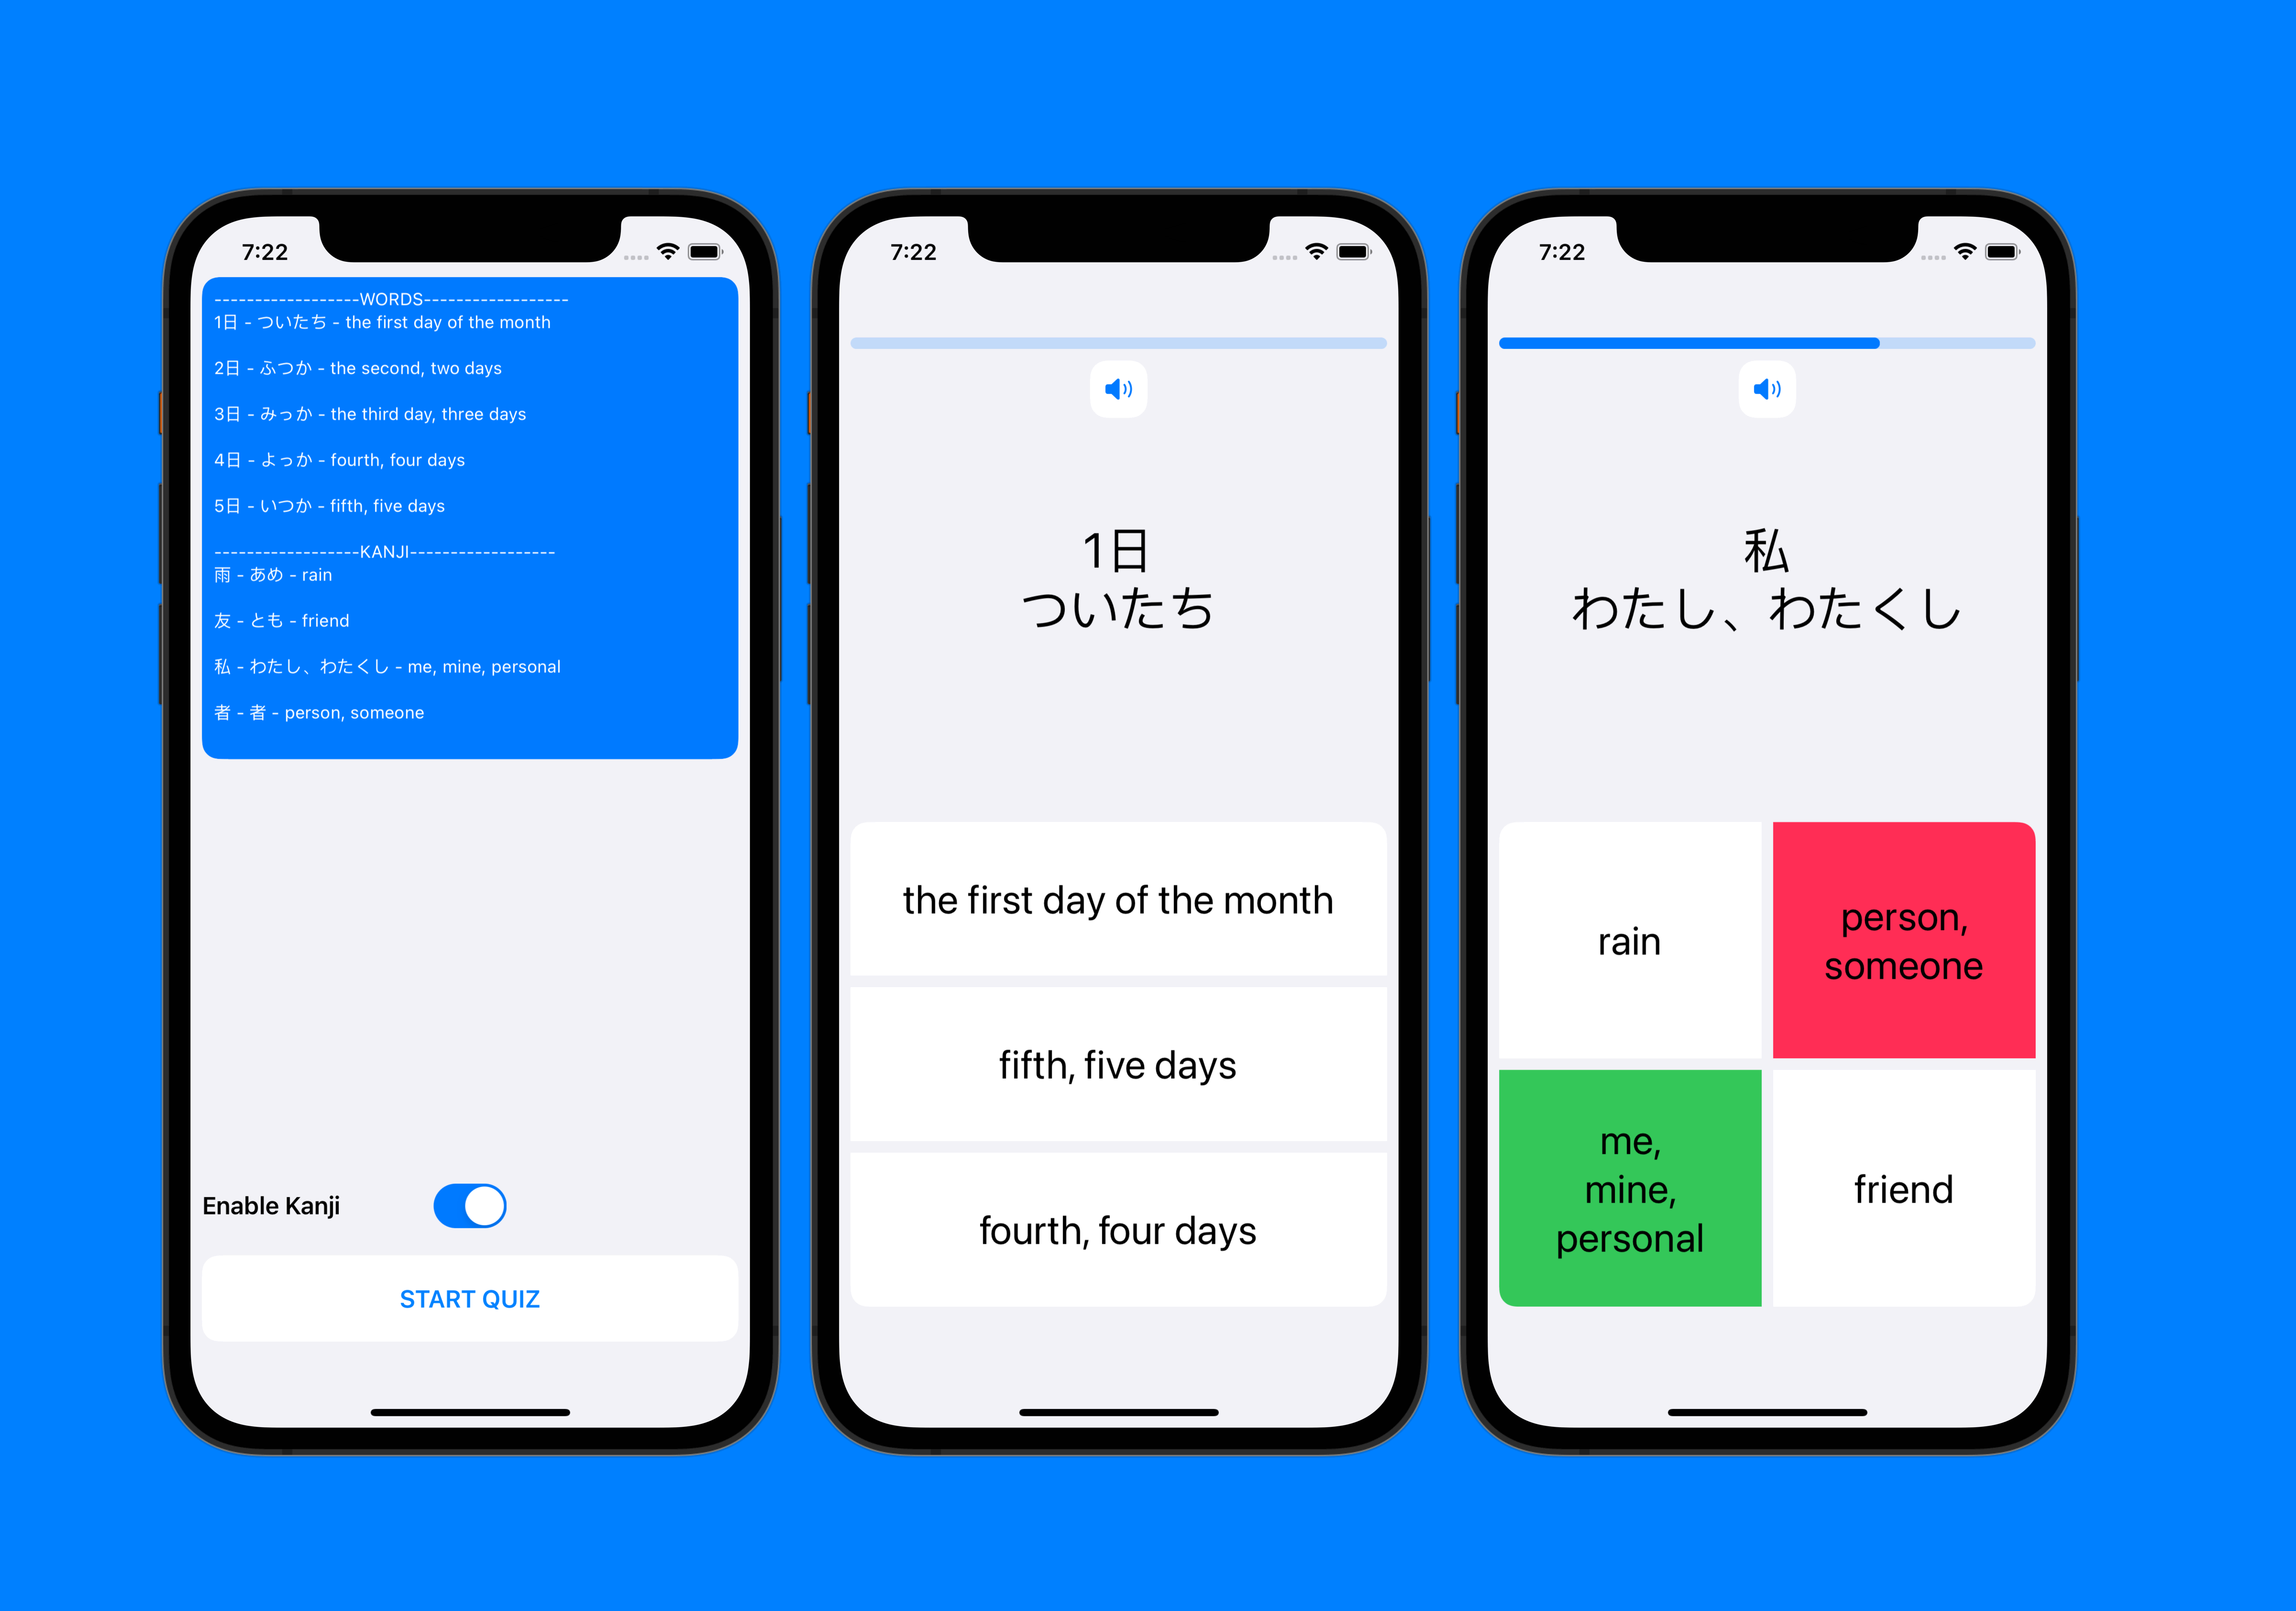 7:22
------------------WORDS------------------
1日 - ついたち - the first day of the month
2日 - ふつか - the second, two days
3日 - みっか - the third day, three days
4日 - よっか - fourth, four days
5日 - いつか - fifth, five days
------------------KANJI------------------
雨 - あめ - rain
友 - とも - friend
私 - わたし、わたくし - me, mine, personal
者 - 者 - person, someone
Enable Kanji
START QUIZ
7:22
1日
ついたち
the first day of the month
fifth, five days
fourth, four days
7:22
私
わたし、わたくし
rain
person,
someone
me,
mine,
personal
friend